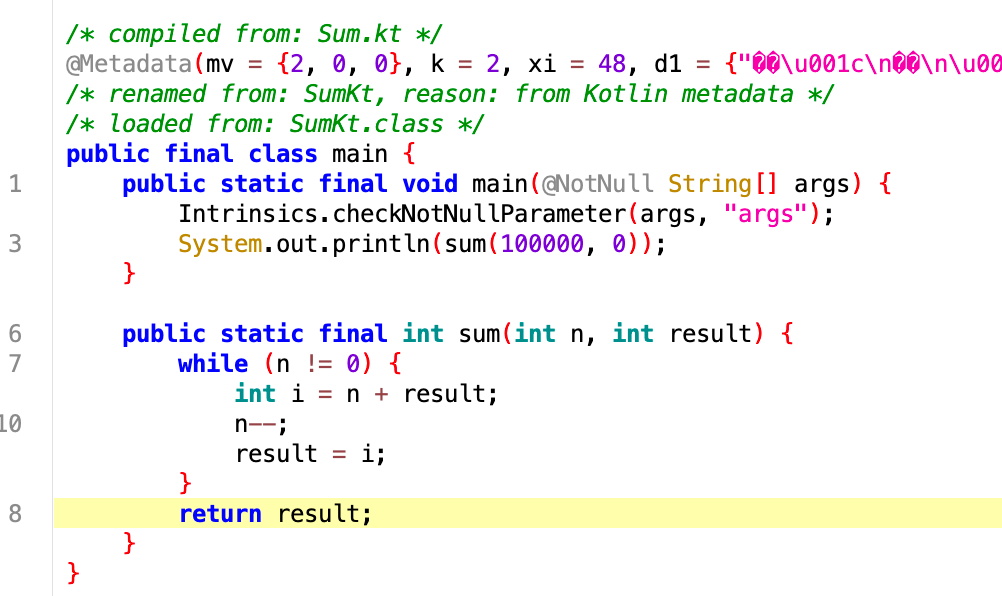 /* compiled from: Sum.kt */
@Metadata(mv = {2, 0, 0}, k = 2, xi = 48, d1 = {"��\u001c\n��\n\u00
/* renamed from: SumKt, reason: from Kotlin metadata */
/* loaded from: SumKt.class */
public final class main {
1 public static final void main(@NotNull String[] args) {
Intrinsics.checkNotNullParameter(args, "args");
3 System.out.println(sum(100000, 0));
}
6 public static final int sum(int n, int result) {
7 while (n != 0) {
int i = n + result;
10 n--;
result = i;
}
8 return result;
}
}